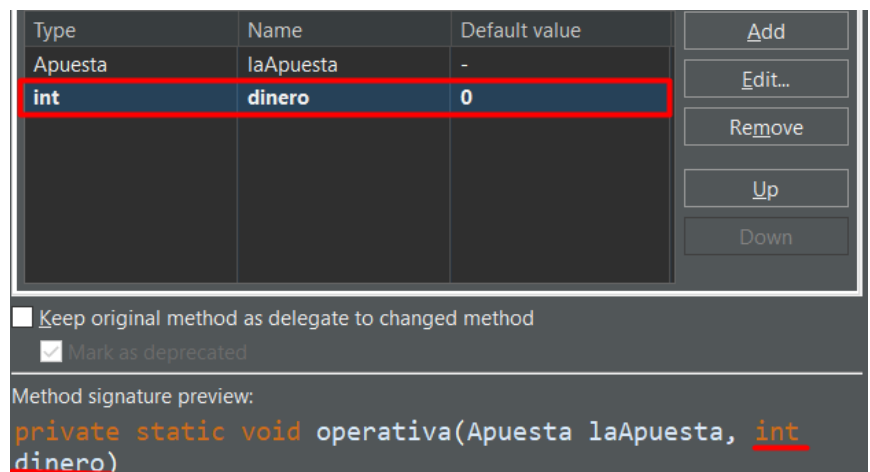 Type Name Default value Add
Apuesta laApuesta - Edit...
int dinero 0
Remove
Up
Down
Keep original method as delegate to changed method
Mark as deprecated
Method signature preview:
private static void operativa(Apuesta laApuesta, int
dinero)